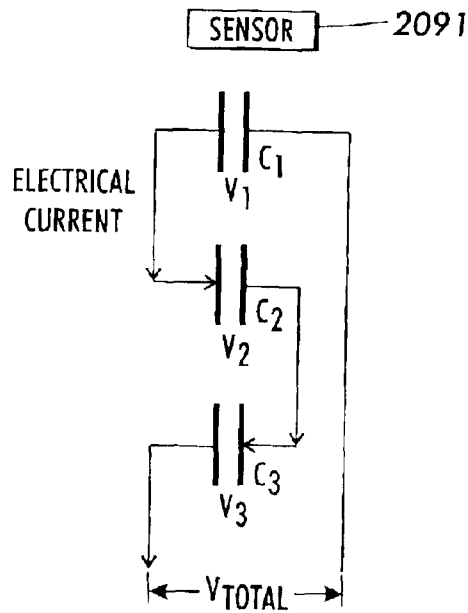 SENSOR
2091
C1
V1
ELECTRICAL
CURRENT
C2
V2
C3
V3
VTOTAL